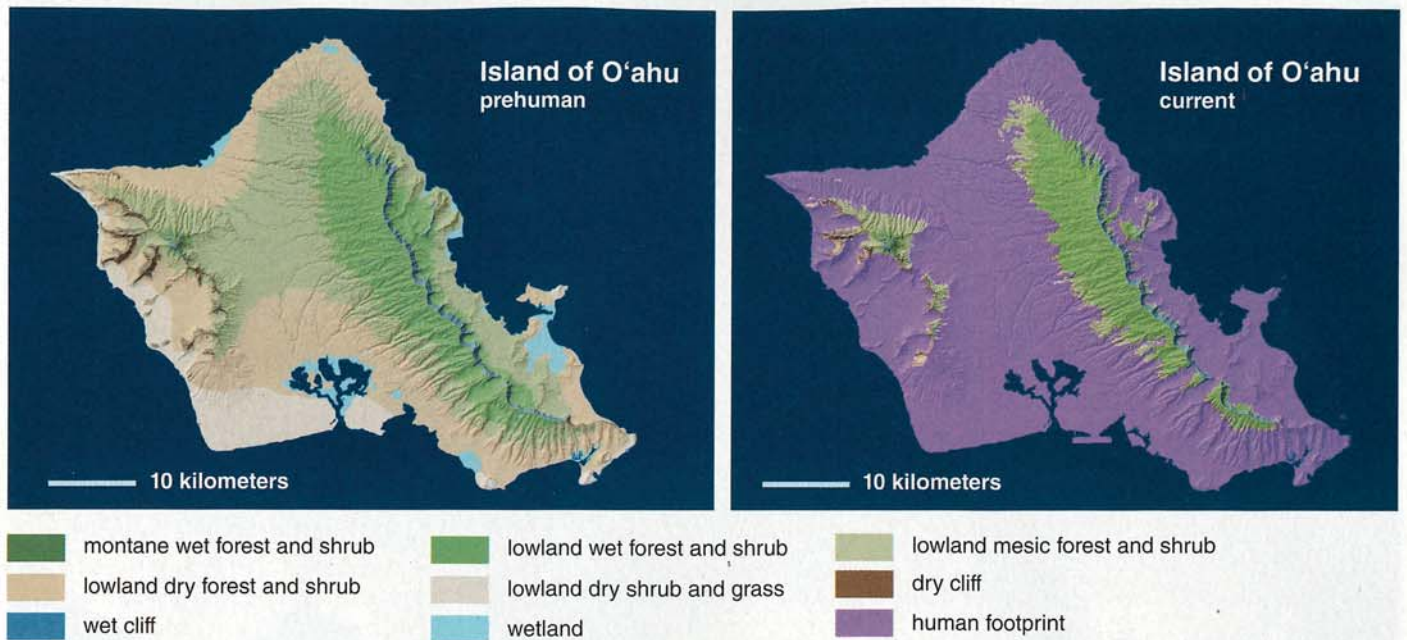 Island of Oʻahu
prehuman
10 kilometers
Island of Oʻahu
current
10 kilometers
montane wet forest and shrub
lowland wet forest and shrub
lowland mesic forest and shrub
lowland dry forest and shrub
lowland dry shrub and grass
dry cliff
wet cliff
wetland
human footprint